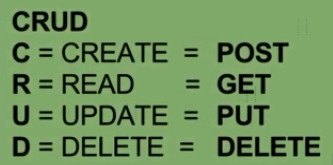 CRUD
C = CREATE = POST
R = READ = GET
U = UPDATE = PUT
D = DELETE = DELETE